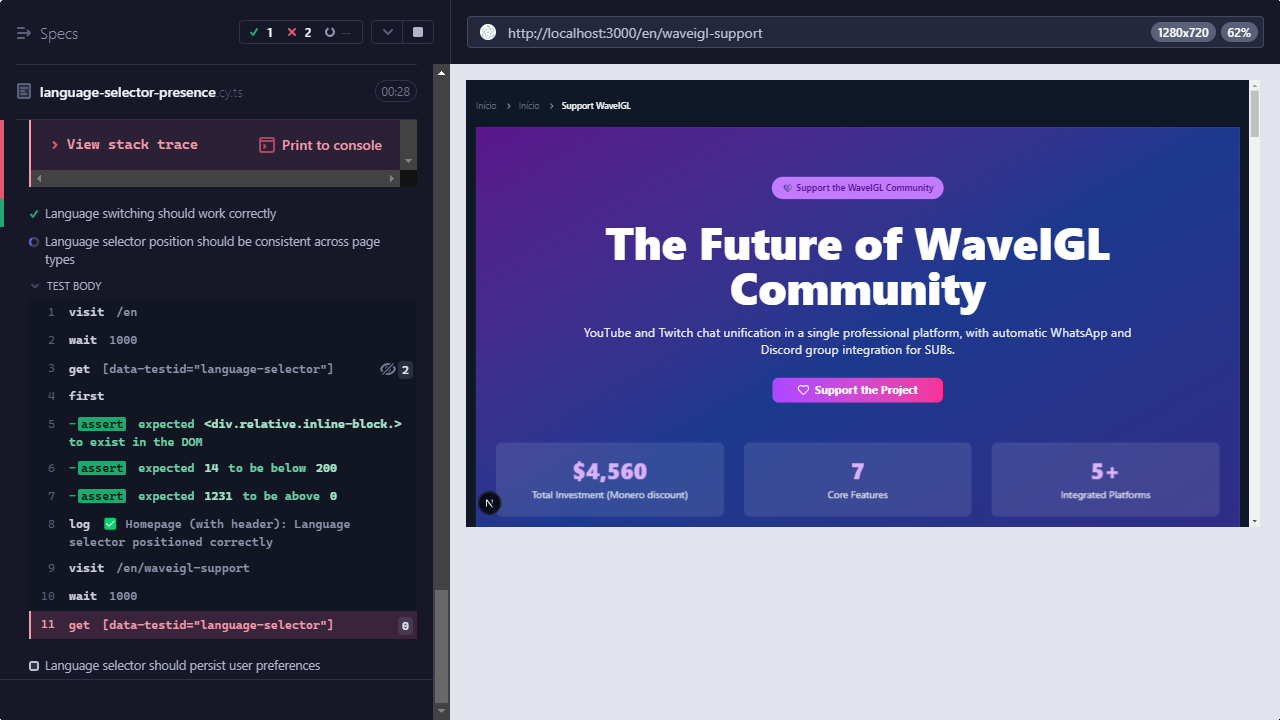 Specs
1
2
--
http://localhost:3000/en/waveigl-support
1280x720
62%
language-selector-presence.cy.ts
00:28
View stack trace
Print to console
Language switching should work correctly
Language selector position should be consistent across page
types
TEST BODY
1 visit /en
2 wait 1000
3 get [data-testid="language-selector"] 2
4 first
5 -assert expected <div.relative.inline-block.>
to exist in the DOM
6 -assert expected 14 to be below 200
7 -assert expected 1231 to be above 0
8 log ✅ Homepage (with header): Language
selector positioned correctly
9 visit /en/waveigl-support
10 wait 1000
11 get [data-testid="language-selector"] 0
Language selector should persist user preferences
Início > Início > Support WaveIGL
Support the WaveIGL Community
The Future of WaveIGL
Community
YouTube and Twitch chat unification in a single professional platform, with automatic WhatsApp and
Discord group integration for SUBs.
Support the Project
$4,560
Total Investment (Monero discount)
7
Core Features
5+
Integrated Platforms
N